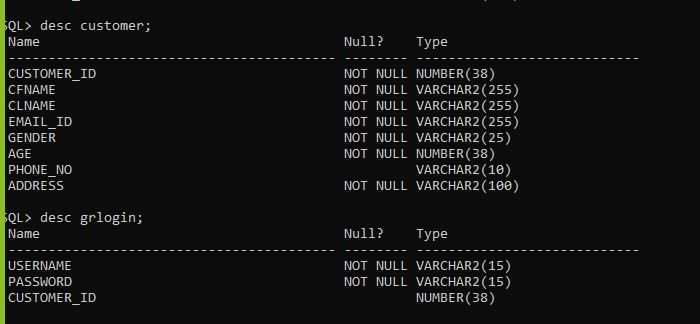 SQL> desc customer;
Name Null? Type
----------------------------------------- -------- ----------------------------
CUSTOMER_ID NOT NULL NUMBER(38)
CFNAME NOT NULL VARCHAR2(255)
CLNAME NOT NULL VARCHAR2(255)
EMAIL_ID NOT NULL VARCHAR2(255)
GENDER NOT NULL VARCHAR2(25)
AGE NOT NULL NUMBER(38)
PHONE_NO VARCHAR2(10)
ADDRESS NOT NULL VARCHAR2(100)
SQL> desc grlogin;
Name Null? Type
----------------------------------------- -------- ----------------------------
USERNAME NOT NULL VARCHAR2(15)
PASSWORD NOT NULL VARCHAR2(15)
CUSTOMER_ID NUMBER(38)